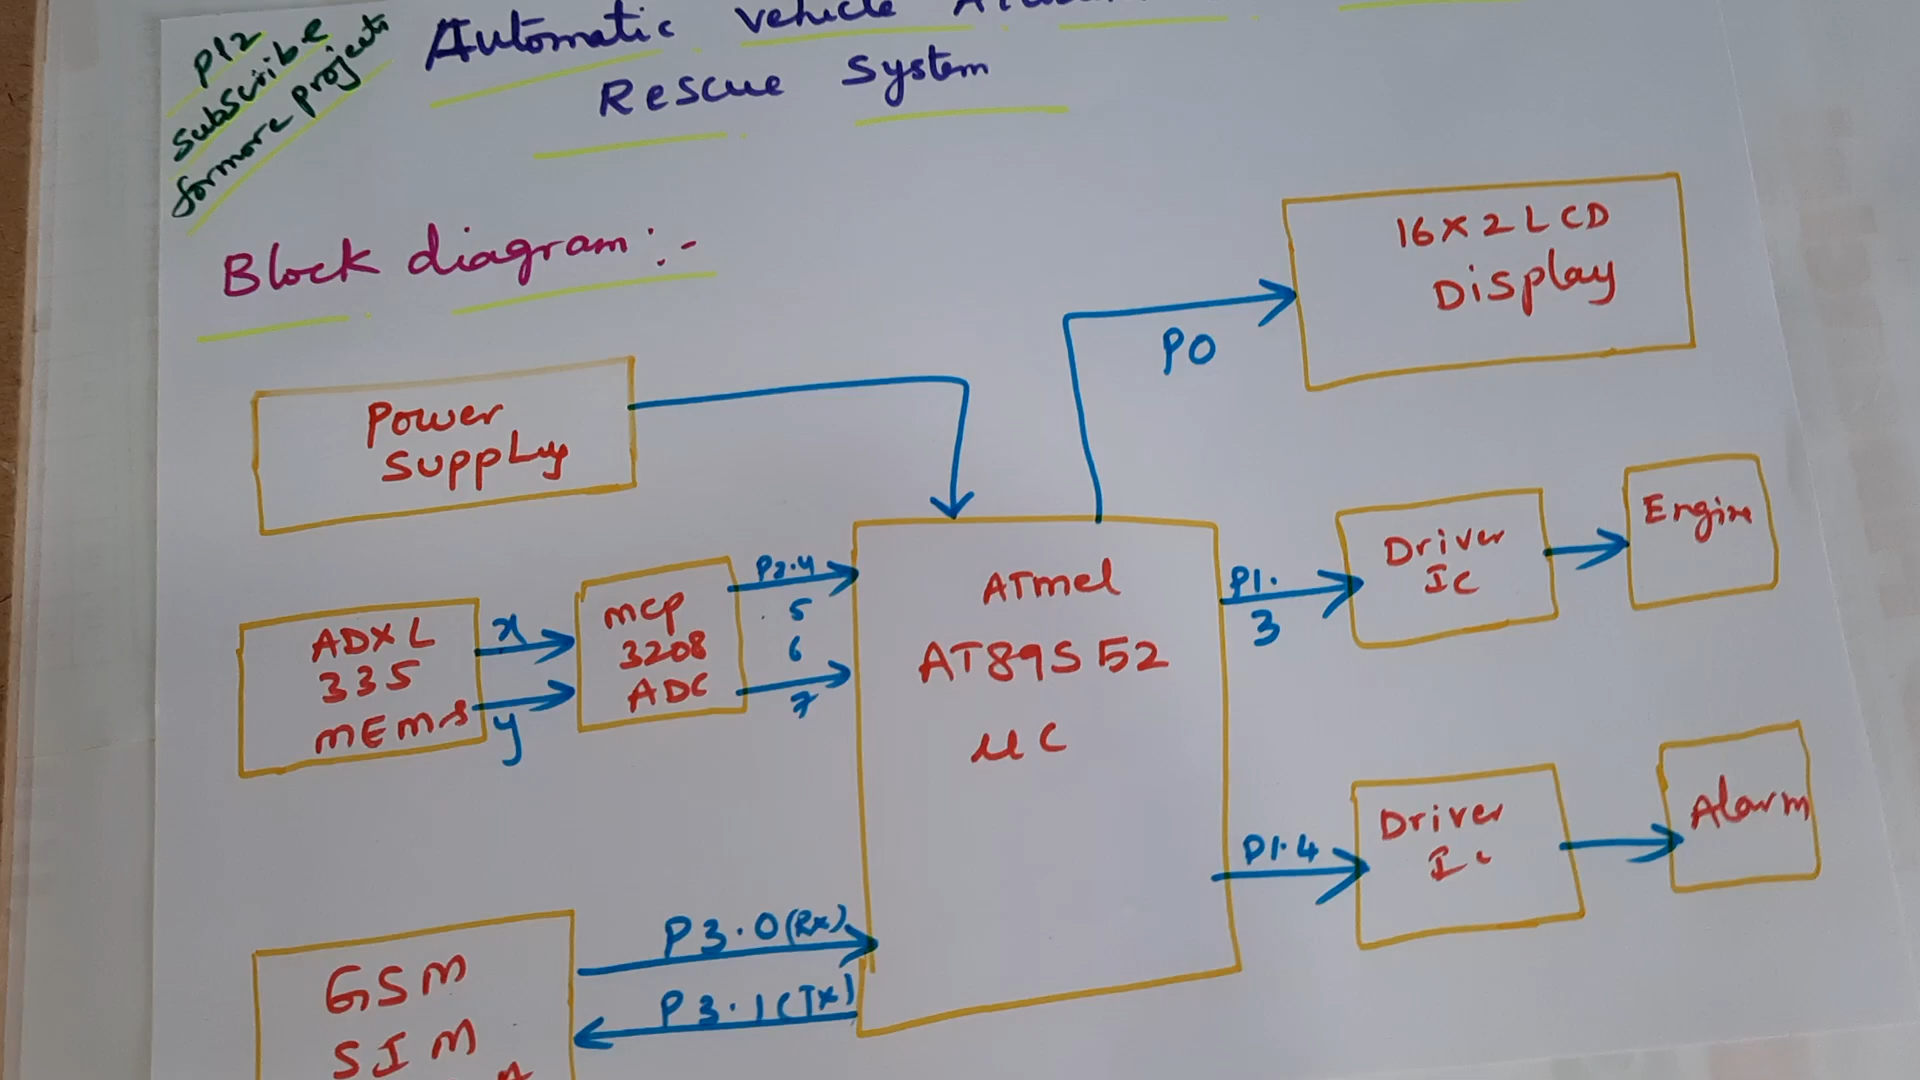 Plz
subscribe
for more projects
Automatic vehicle
Rescue System
Block diagram:-
16X2 LCD
Display
P0
Power
Supply
Engine
Driver
IC
P1.
3
ADXL
335
MEMS
x
y
mcp
3208
ADC
P2.4
5
6
7
ATmel
AT89S52
uC
Driver
Ic
P1.4
Alarm
P3.0(Rx)
P3.1(Tx)
GSM
SIM